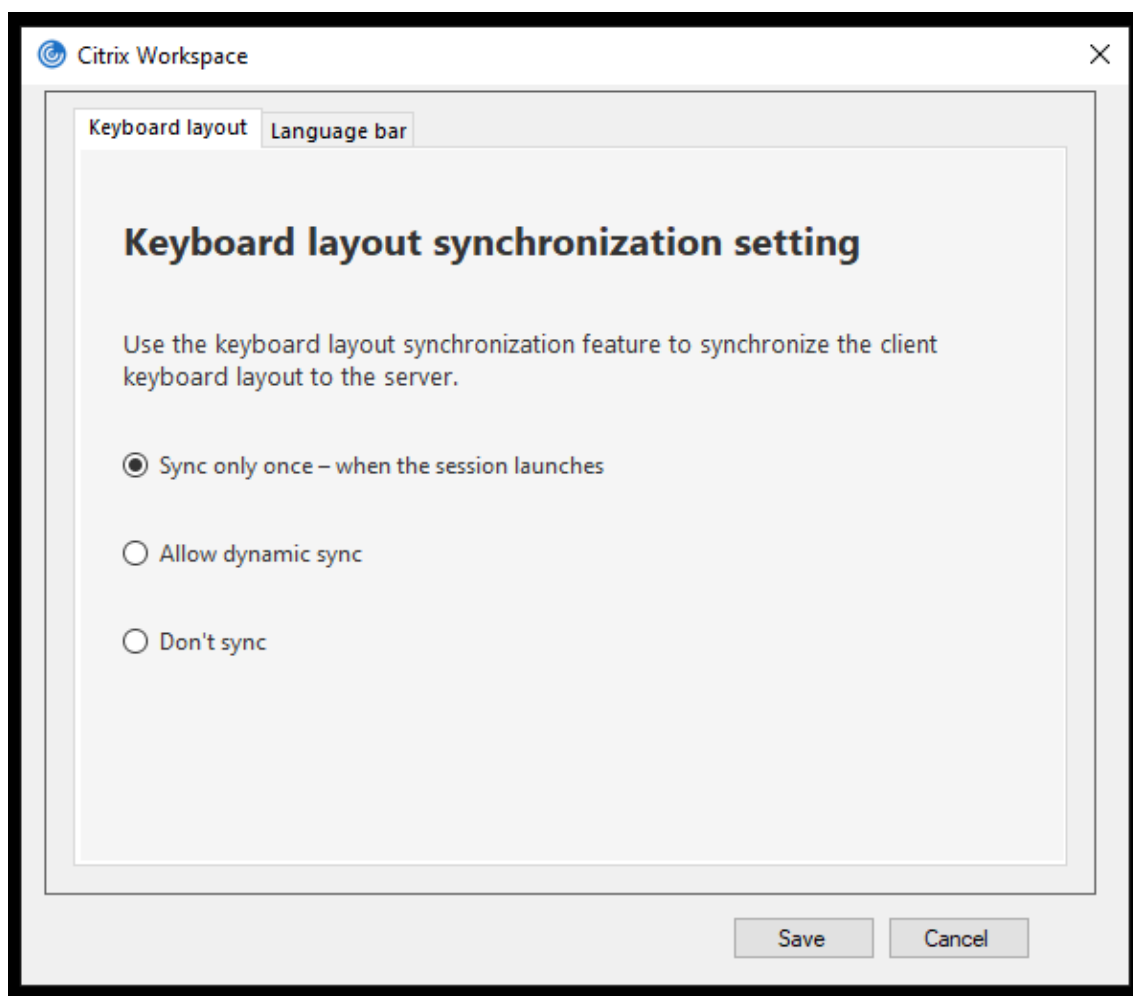 Citrix Workspace
Keyboard layout
Language bar
Keyboard layout synchronization setting
Use the keyboard layout synchronization feature to synchronize the client
keyboard layout to the server.
Sync only once – when the session launches
Allow dynamic sync
Don't sync
Save
Cancel